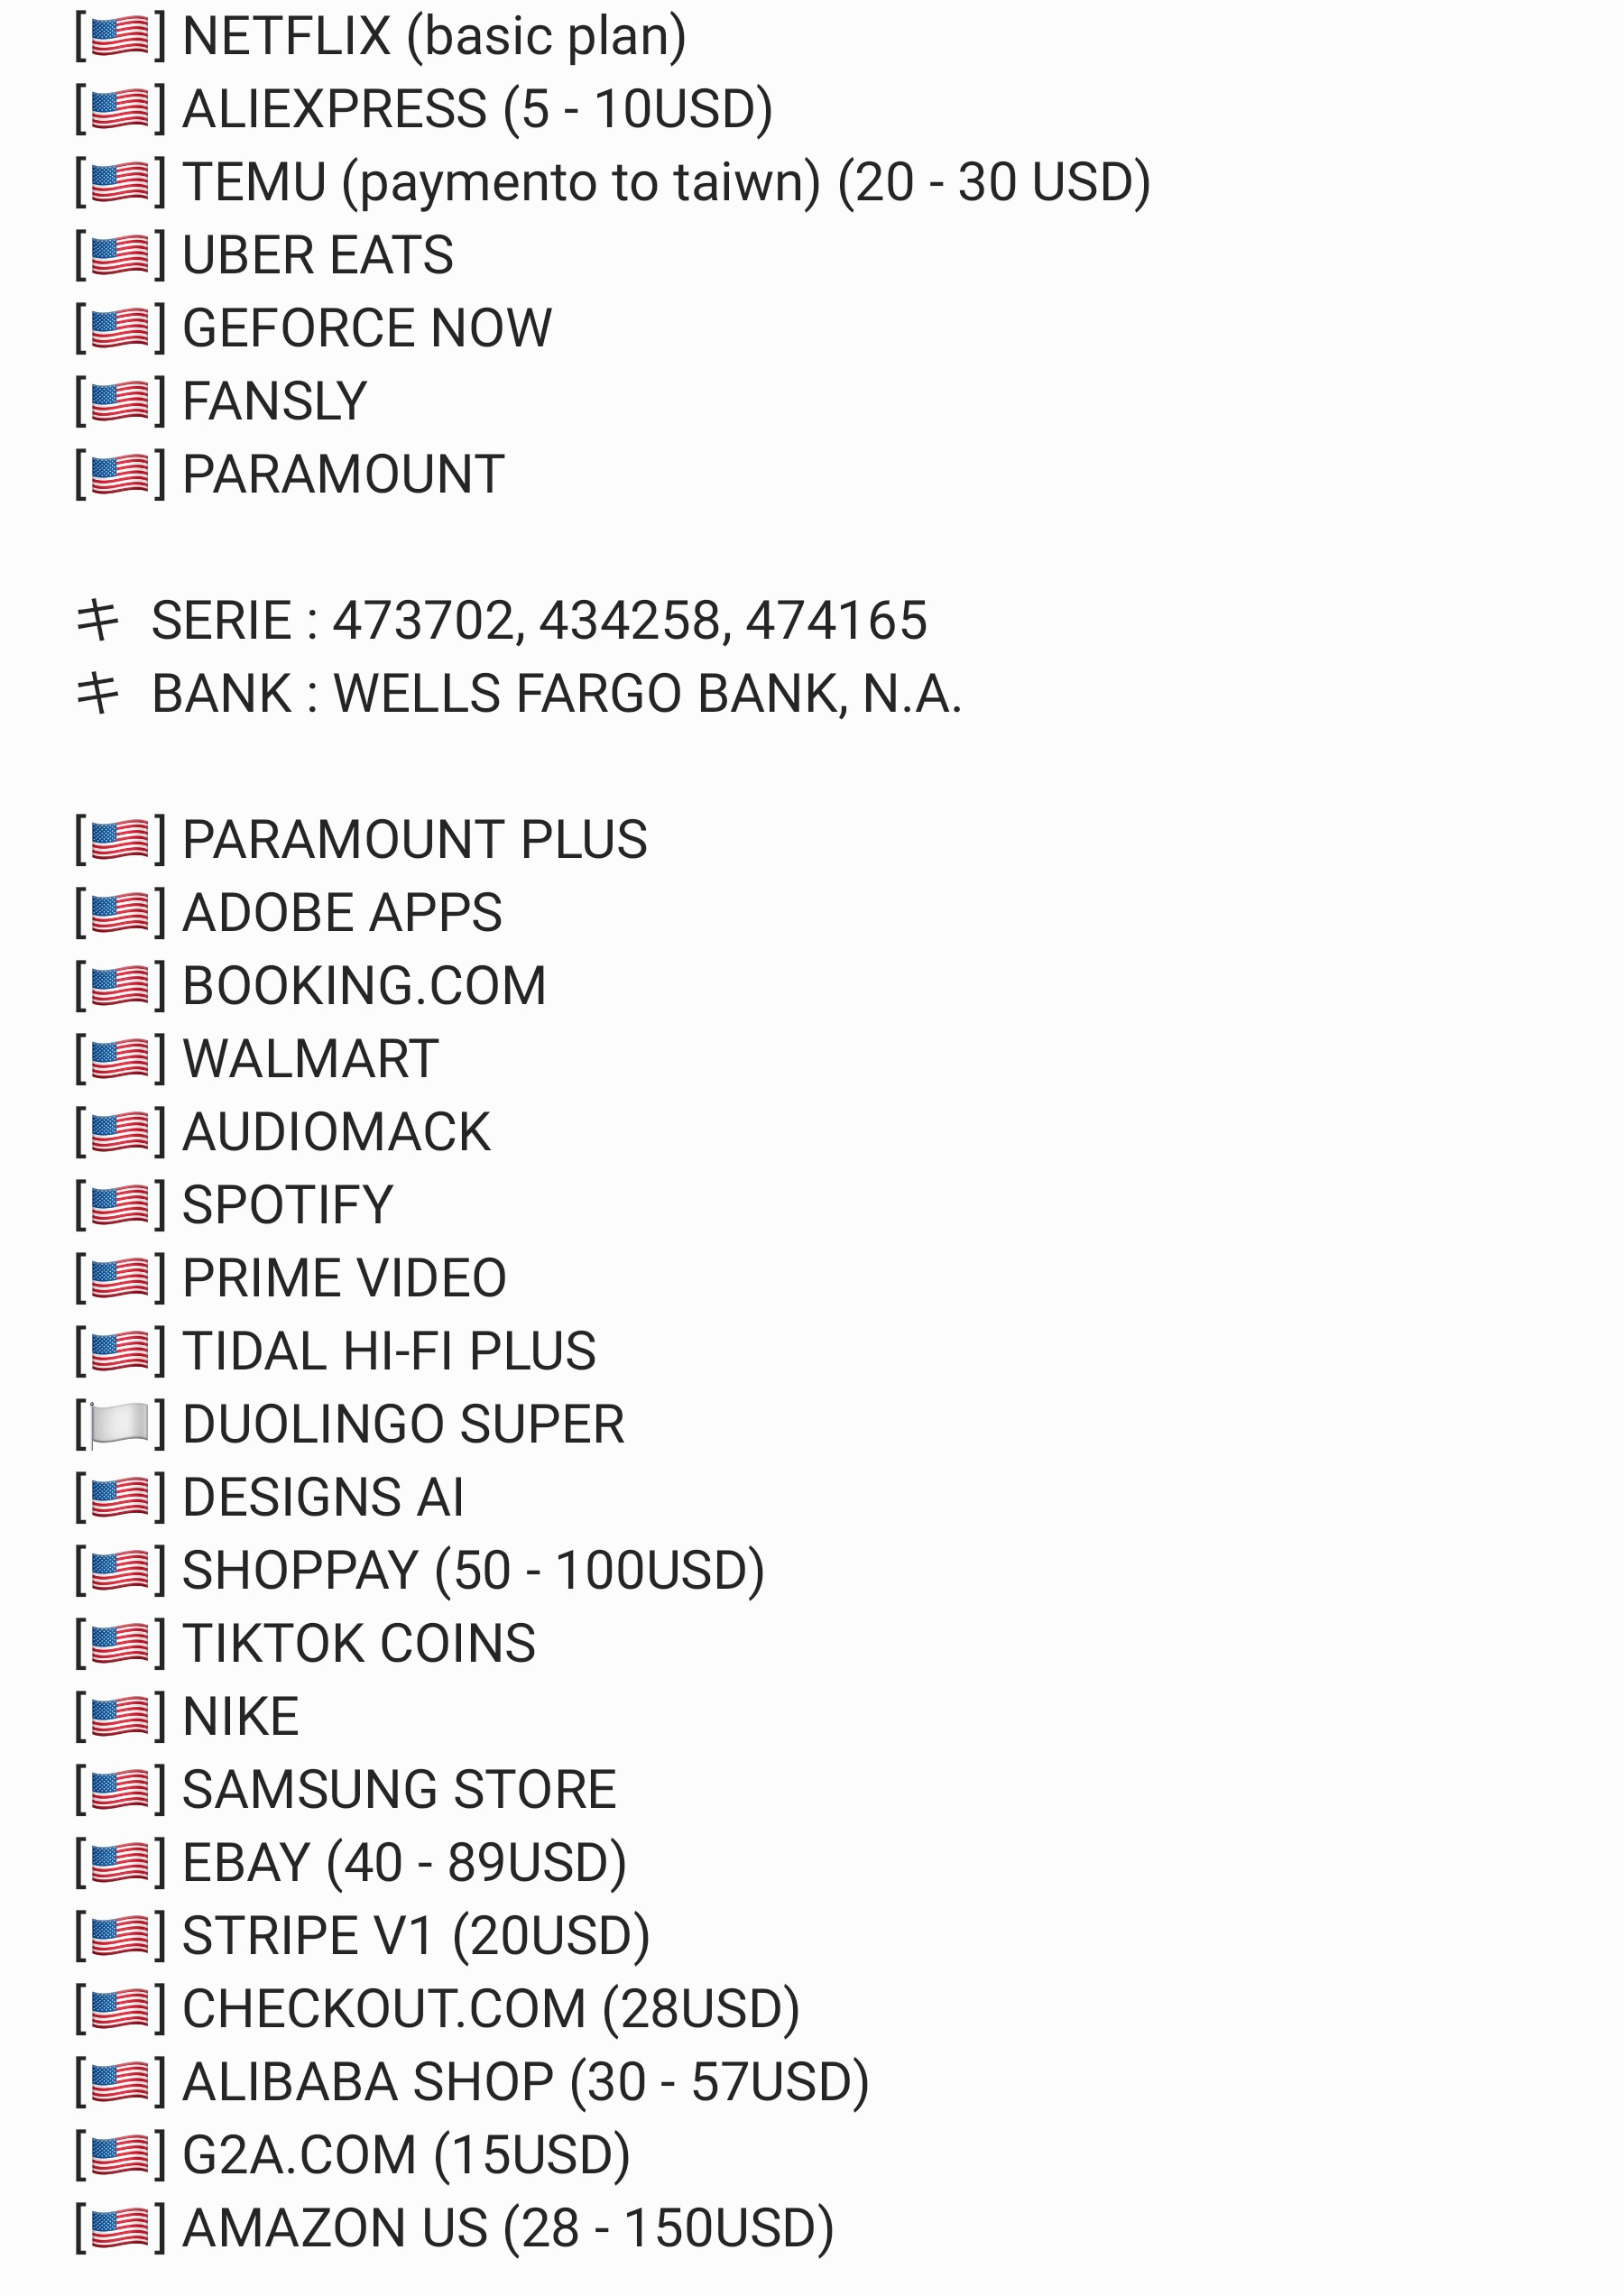 [🇺🇸] NETFLIX (basic plan)
[🇺🇸] ALIEXPRESS (5 - 10USD)
[🇺🇸] TEMU (paymento to taiwn) (20 - 30 USD)
[🇺🇸] UBER EATS
[🇺🇸] GEFORCE NOW
[🇺🇸] FANSLY
[🇺🇸] PARAMOUNT
キ SERIE : 473702, 434258, 474165
キ BANK : WELLS FARGO BANK, N.A.
[🇺🇸] PARAMOUNT PLUS
[🇺🇸] ADOBE APPS
[🇺🇸] BOOKING.COM
[🇺🇸] WALMART
[🇺🇸] AUDIOMACK
[🇺🇸] SPOTIFY
[🇺🇸] PRIME VIDEO
[🇺🇸] TIDAL HI-FI PLUS
[🏳] DUOLINGO SUPER
[🇺🇸] DESIGNS AI
[🇺🇸] SHOPPAY (50 - 100USD)
[🇺🇸] TIKTOK COINS
[🇺🇸] NIKE
[🇺🇸] SAMSUNG STORE
[🇺🇸] EBAY (40 - 89USD)
[🇺🇸] STRIPE V1 (20USD)
[🇺🇸] CHECKOUT.COM (28USD)
[🇺🇸] ALIBABA SHOP (30 - 57USD)
[🇺🇸] G2A.COM (15USD)
[🇺🇸] AMAZON US (28 - 150USD)